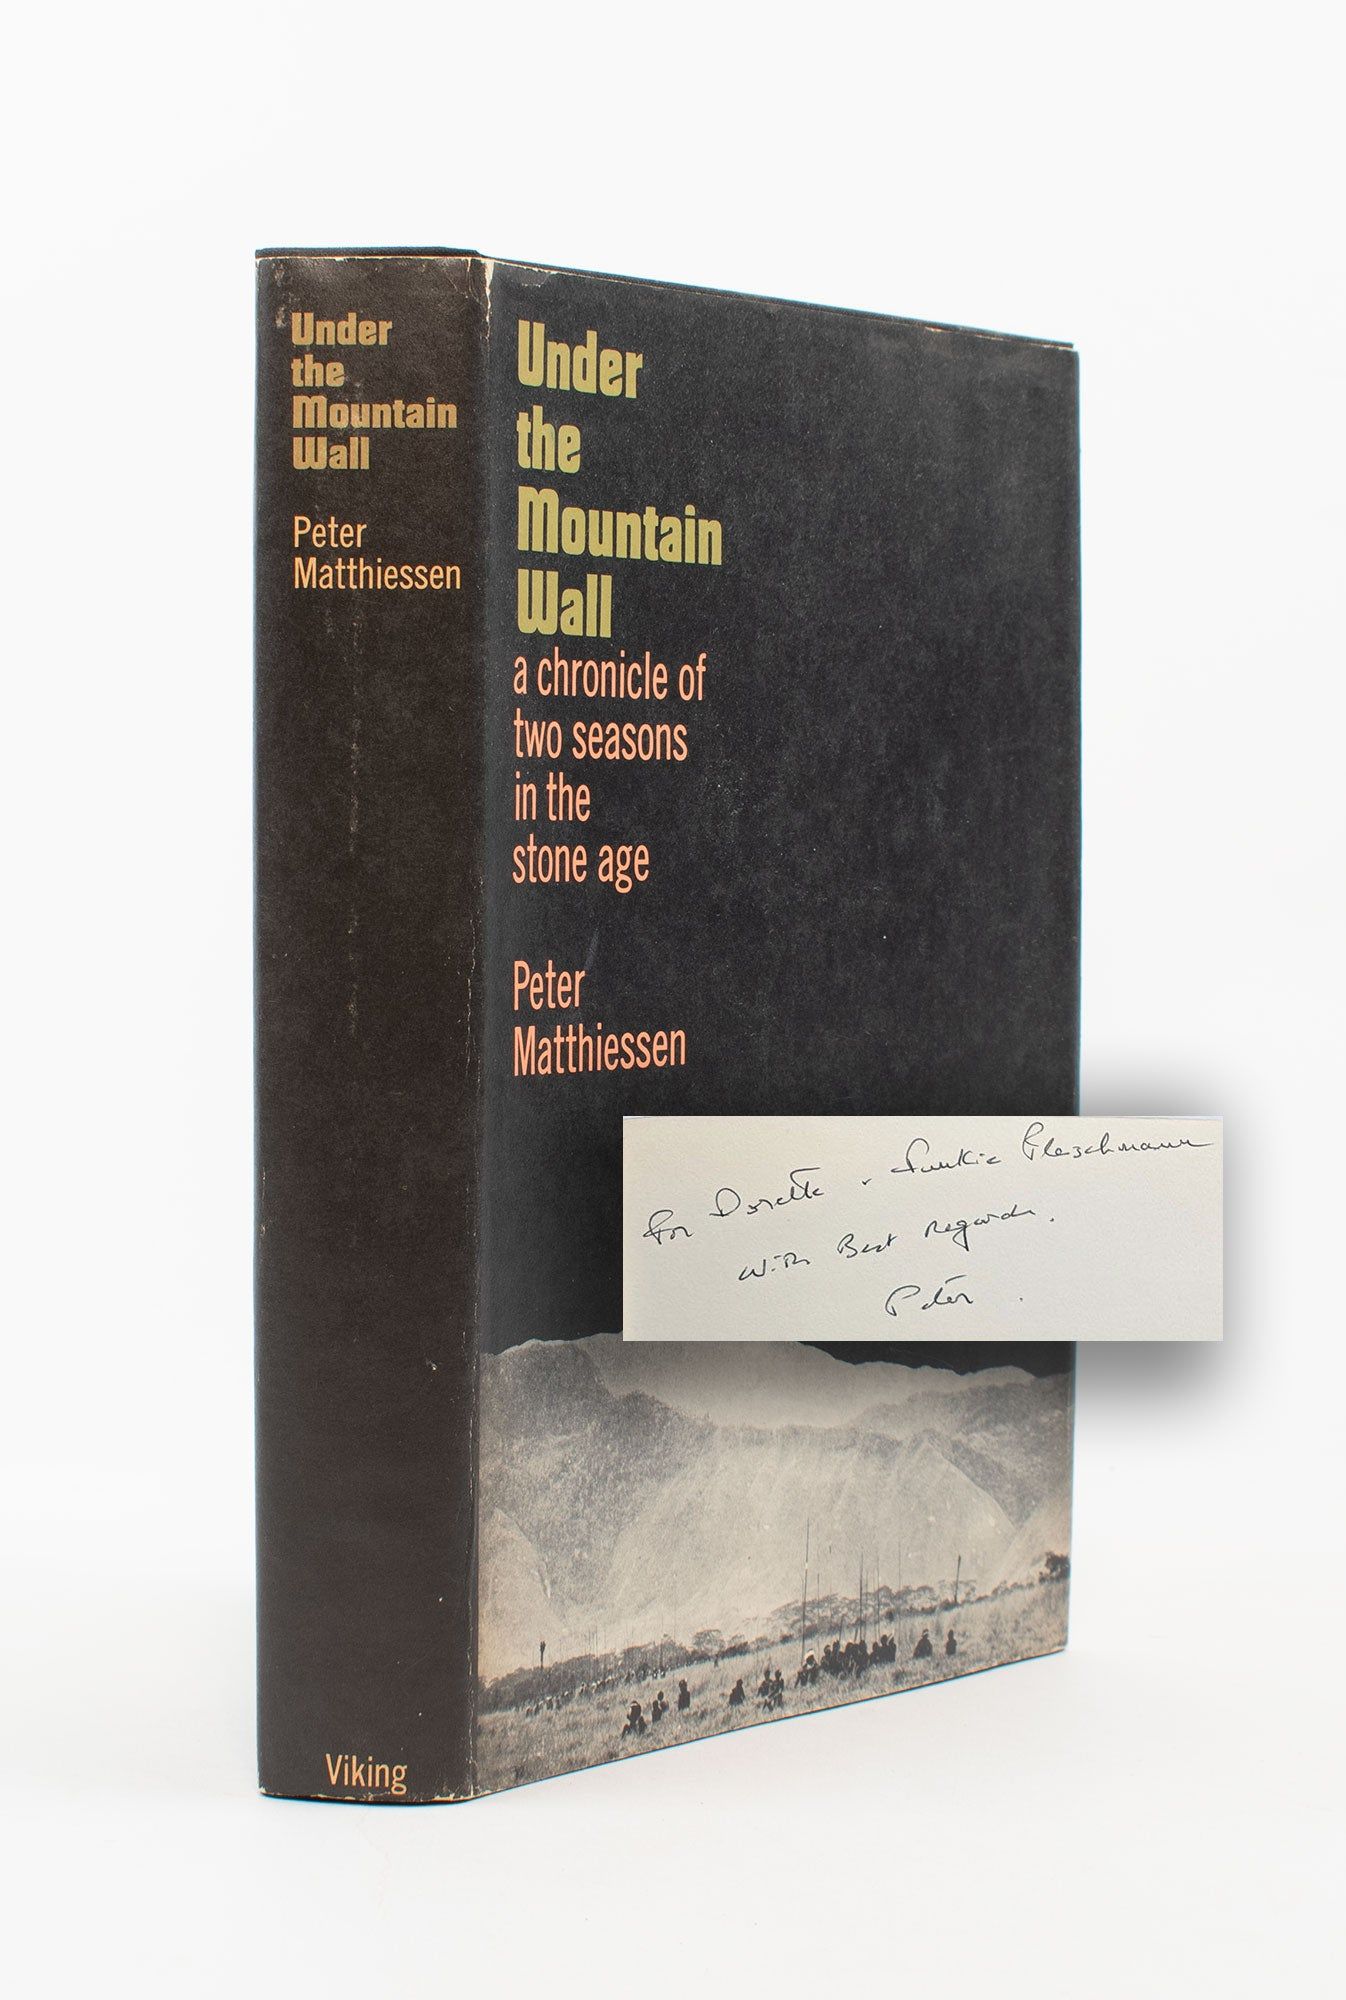 Under
the
Mountain
Wall
Peter
Matthiessen
Viking
Under
the
Mountain
Wall
a chronicle of
two seasons
in the
stone age
Peter
Matthiessen
For Dorette Fleischmann
With Best Regards.
Peter.